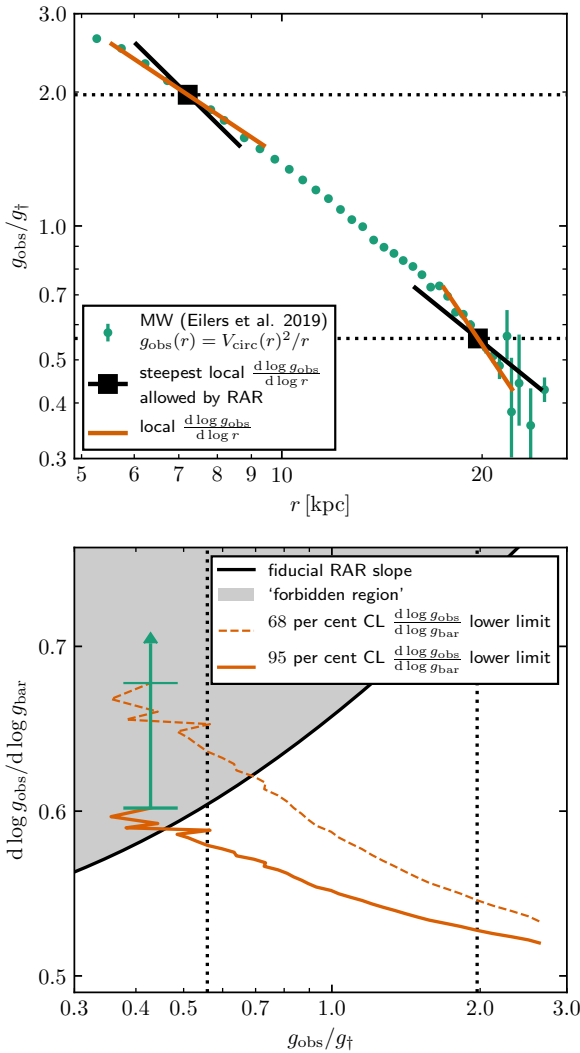 3.0
2.0
1.0
0.7
0.5
0.4
0.3
g_obs/g_†
MW (Eilers et al. 2019)
g_obs(r) = V_circ(r)²/r
steepest local d log g_obs / d log r
allowed by RAR
local d log g_obs / d log r
5 6 7 8 9 10 20
r [kpc]
fiducial RAR slope
‘forbidden region’
68 per cent CL d log g_obs / d log g_bar lower limit
95 per cent CL d log g_obs / d log g_bar lower limit
0.7
0.6
0.5
d log g_obs/d log g_bar
0.3 0.4 0.5 0.7 1.0 2.0 3.0
g_obs/g_†